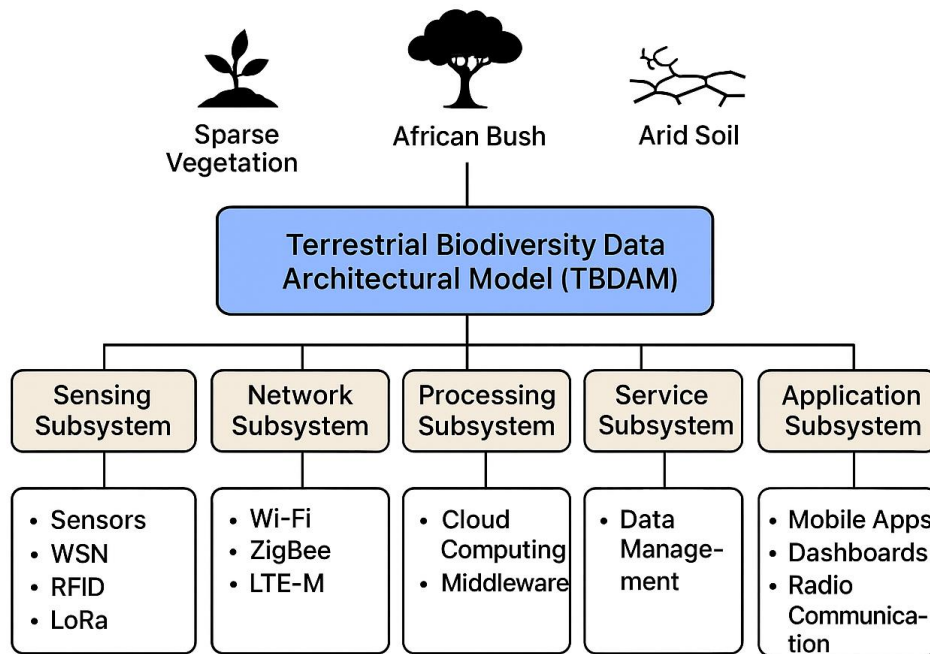 Sparse
Vegetation
African Bush
Arid Soil
Terrestrial Biodiversity Data
Architectural Model (TBDAM)
Sensing
Subsystem
Network
Subsystem
Processing
Subsystem
Service
Subsystem
Application
Subsystem
• Sensors
• WSN
• RFID
• LoRa
• Wi-Fi
• ZigBee
• LTE-M
• Cloud
Computing
• Middleware
• Data
Manage-
ment
• Mobile Apps
• Dashboards
• Radio
Communica-
tion